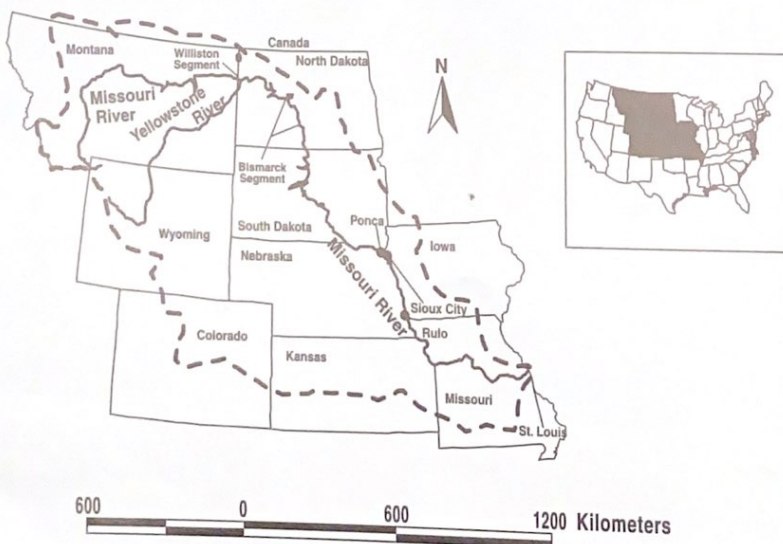 Canada
Montana
Williston
Segment
North Dakota
N
Missouri
River
Yellowstone
River
Bismarck
Segment
South Dakota
Ponca
Iowa
Wyoming
Nebraska
Missouri River
Sioux City
Rulo
Colorado
Kansas
Missouri
St. Louis
600 0 600 1200 Kilometers